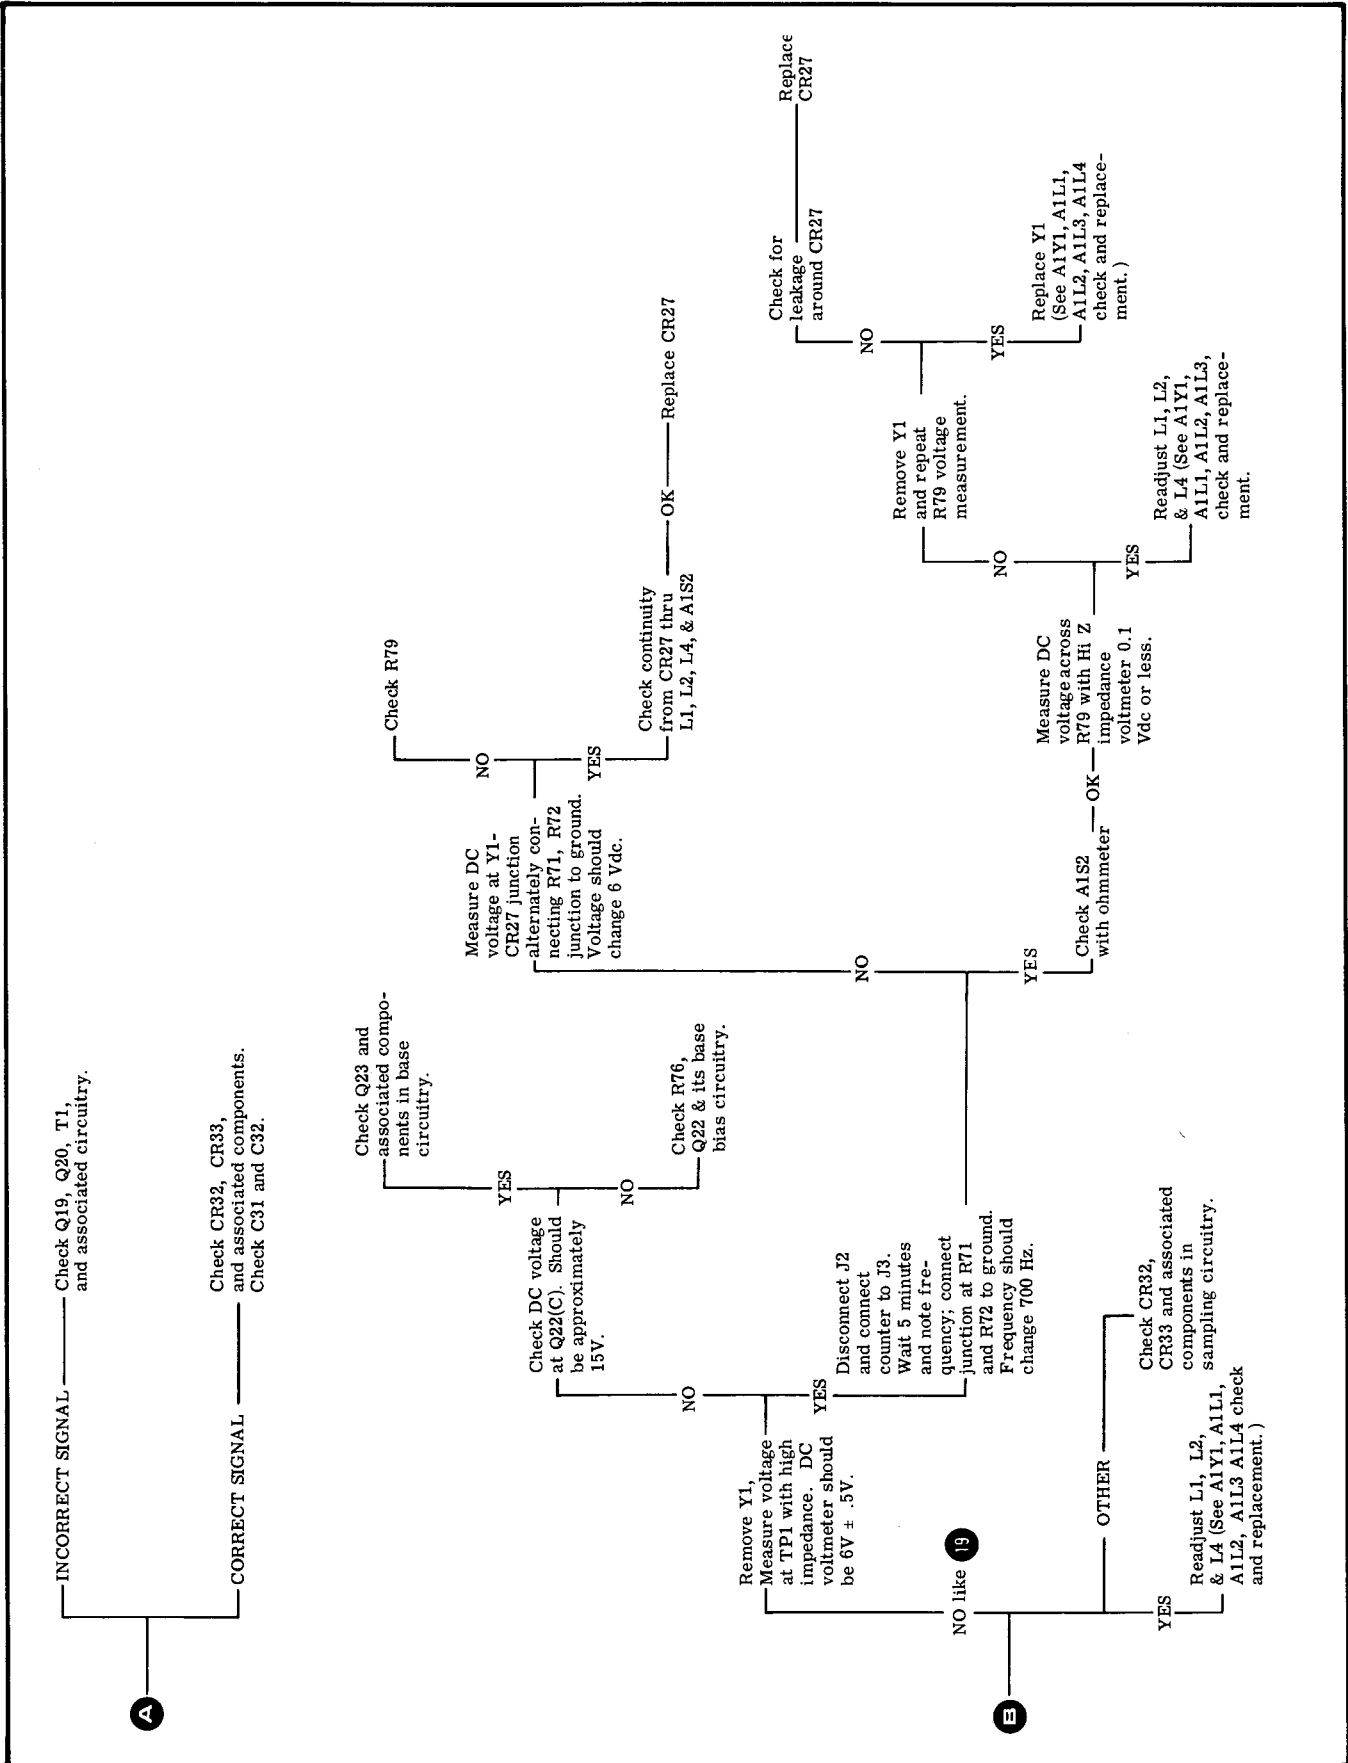 A
INCORRECT SIGNAL
Check Q19, Q20, T1,
and associated circuitry.
CORRECT SIGNAL
Check CR32, CR33,
and associated components.
Check C31 and C32.
B
NO like 19
Remove Y1,
Measure voltage
at TP1 with high
impedance. DC
voltmeter should
be 6V ± .5V.
NO
Check DC voltage
at Q22(C). Should
be approximately
15V.
YES
Check Q23 and
associated compo-
nents in base
circuitry.
NO
Check R76,
Q22 & its base
bias circuitry.
YES
Disconnect J2
and connect
counter to J3.
Wait 5 minutes
and note fre-
quency; connect
junction at R71
and R72 to ground.
Frequency should
change 700 Hz.
NO
Measure DC
voltage at Y1-
CR27 junction
alternately con-
necting R71, R72
junction to ground.
Voltage should
change 6 Vdc.
NO
Check R79
YES
Check continuity
from CR27 thru
L1, L2, L4, & A1S2
OK
Replace CR27
YES
Check A1S2
with ohmmeter
OK
Measure DC
voltage across
R79 with Hi Z
impedance
voltmeter 0.1
Vdc or less.
NO
Remove Y1
and repeat
R79 voltage
measurement.
NO
Check for
leakage
around CR27
Replace
CR27
YES
Replace Y1
(See A1Y1, A1L1,
A1L2, A1L3, A1L4
check and replace-
ment.)
YES
Readjust L1, L2,
& L4 (See A1Y1,
A1L1, A1L2, A1L3,
check and replace-
ment.
OTHER
Check CR32,
CR33 and associated
components in
sampling circuitry.
YES
Readjust L1, L2,
& L4 (See A1Y1, A1L1,
A1L2, A1L3 A1L4 check
and replacement.)